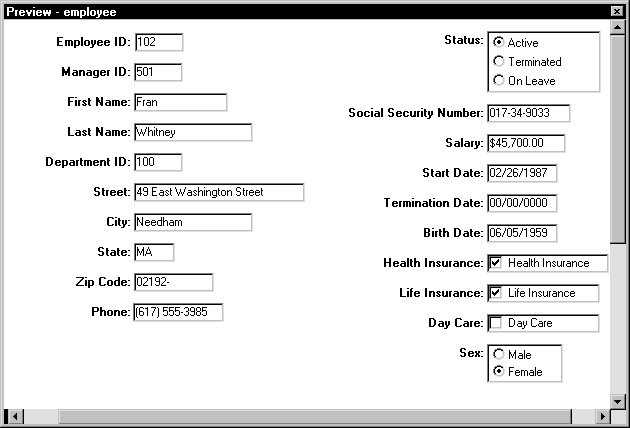 Preview - employee
Employee ID: 102
Manager ID: 501
First Name: Fran
Last Name: Whitney
Department ID: 100
Street: 49 East Washington Street
City: Needham
State: MA
Zip Code: 02192-
Phone: (617) 555-3985
Status: Active
Terminated
On Leave
Social Security Number: 017-34-9033
Salary: $45,700.00
Start Date: 02/26/1987
Termination Date: 00/00/0000
Birth Date: 06/05/1959
Health Insurance: Health Insurance
Life Insurance: Life Insurance
Day Care: Day Care
Sex: Male
Female